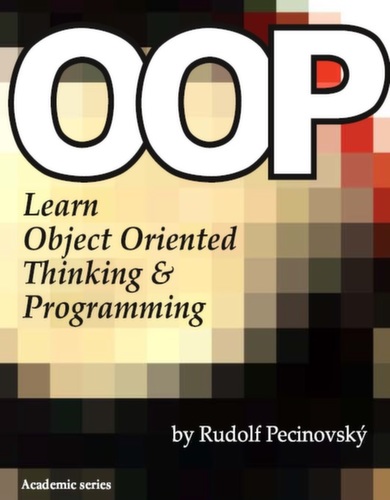 OOP
Learn
Object Oriented
Thinking &
Programming
by Rudolf Pecinovský
Academic series